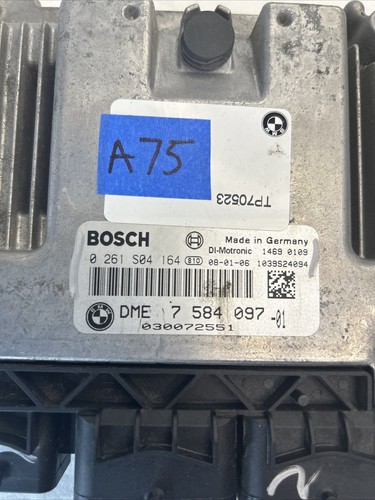 A75
TP70523
BOSCH
Made in Germany
DI-Motronic 1469 0109
0 261 S04 164 810 08-01-06 1039S24094
DME 7 584 097-01
030072551